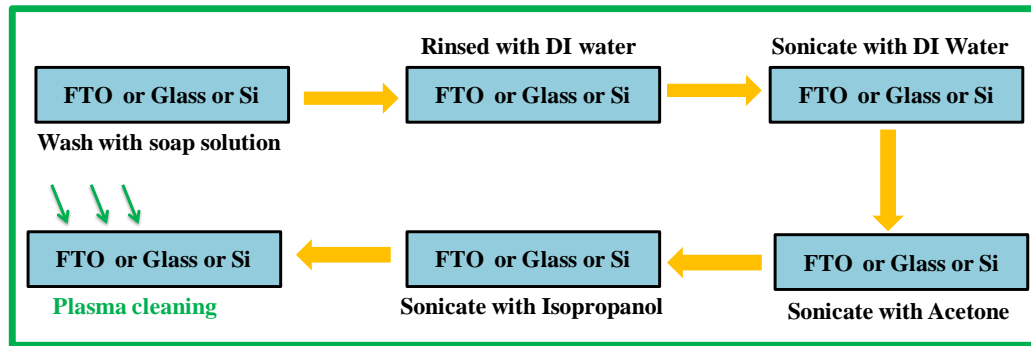 Rinsed with DI water
Sonicate with DI Water
FTO or Glass or Si
FTO or Glass or Si
FTO or Glass or Si
Wash with soap solution
FTO or Glass or Si
FTO or Glass or Si
FTO or Glass or Si
Plasma cleaning
Sonicate with Isopropanol
Sonicate with Acetone